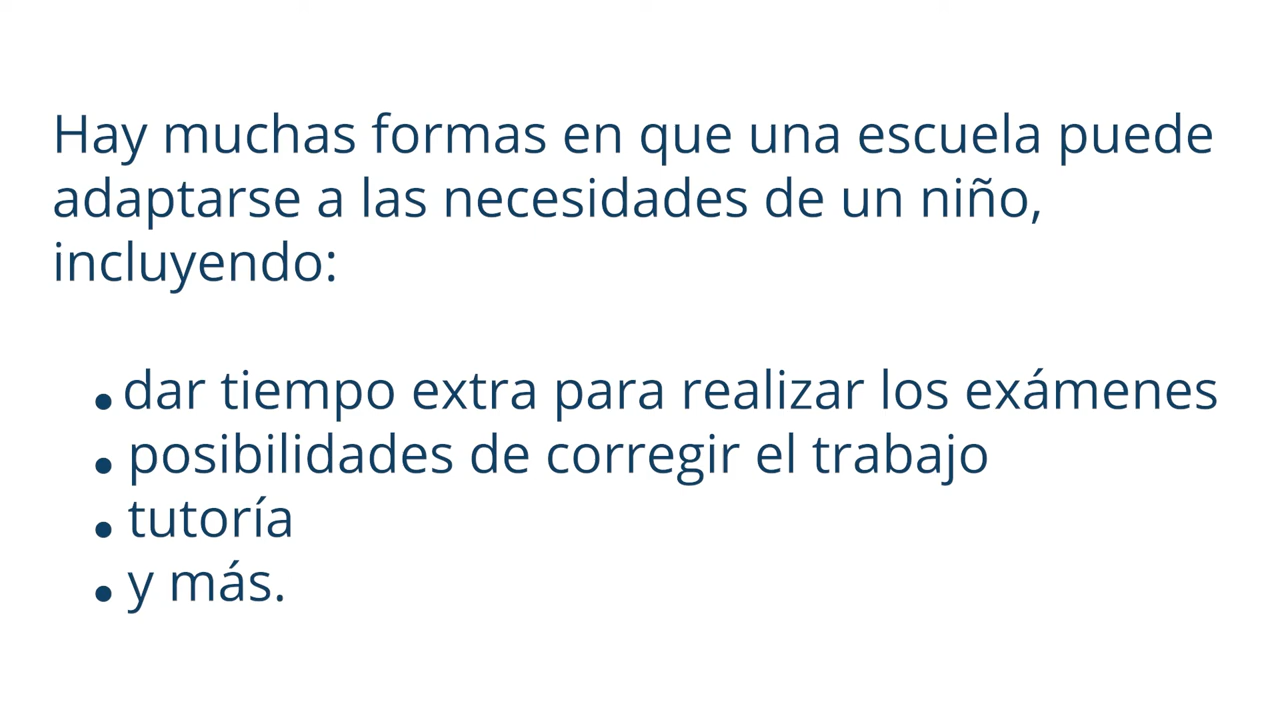 Hay muchas formas en que una escuela puede
adaptarse a las necesidades de un niño,
incluyendo:
• dar tiempo extra para realizar los exámenes
• posibilidades de corregir el trabajo
• tutoría
• y más.